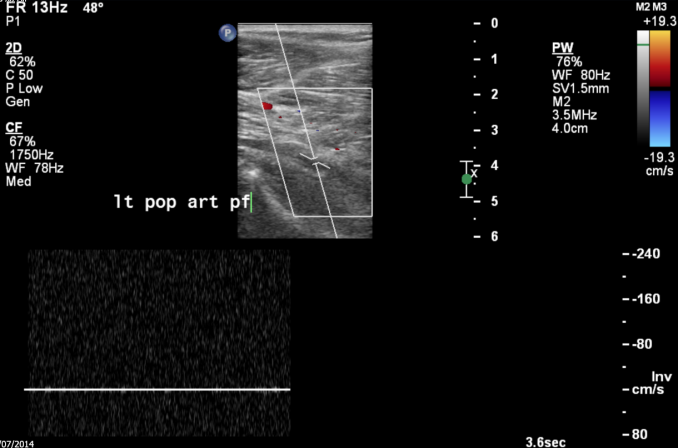 FR 13Hz 48°
P1
2D
62%
C 50
P Low
Gen
CF
67%
1750Hz
WF 78Hz
Med
P
0
1
2
3
4
5
6
x
PW
76%
WF 80Hz
SV1.5mm
M2
3.5MHz
4.0cm
M2 M3
+19.3
-19.3
cm/s
lt pop art pf
-240
-160
-80
Inv
cm/s
80
3.6sec
/07/2014